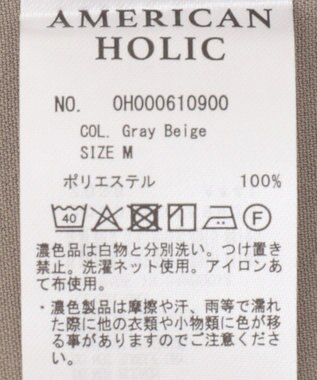 AMERICAN
HOLIC
NO. 0H000610900
COL. Gray Beige
SIZE M
ポリエステル 100%
40 F
濃色品は白物と分別洗い。つけ置き
禁止。洗濯ネット使用。アイロンあ
て布使用。
・濃色製品は摩擦や汗、雨等で濡れ
た際に他の衣類や小物類に色が移
る事がありますのでご注意くださ
い。